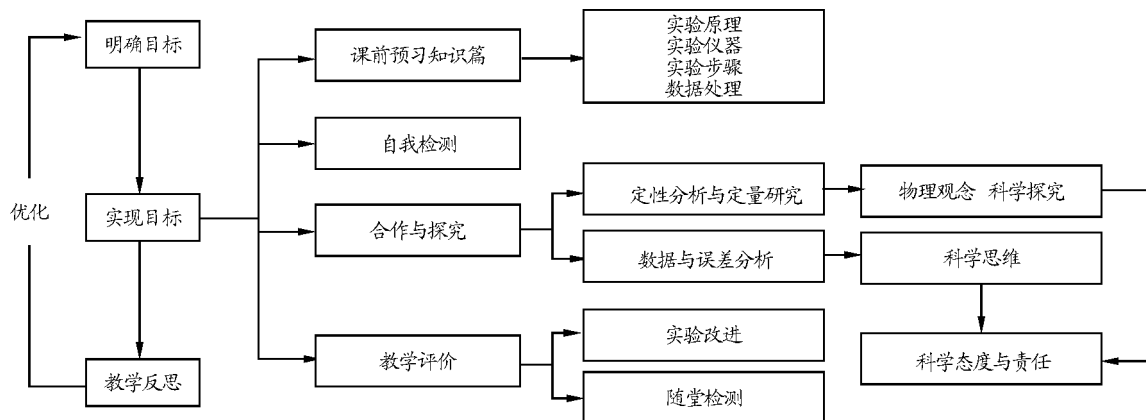 明确目标
实现目标
教学反思
优化
课前预习知识篇
自我检测
合作与探究
教学评价
实验原理
实验仪器
实验步骤
数据处理
定性分析与定量研究
数据与误差分析
实验改进
随堂检测
物理观念 科学探究
科学思维
科学态度与责任